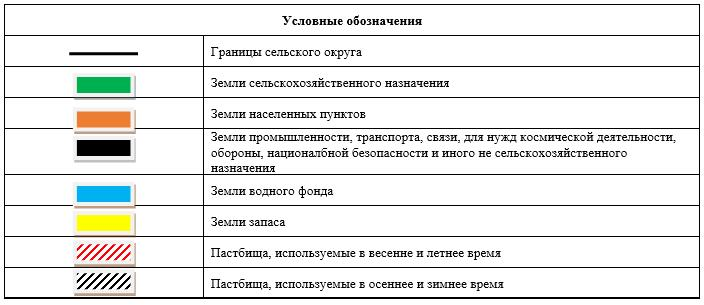 Условные обозначения
Границы сельского округа
Земли сельскохозяйственного назначения
Земли населенных пунктов
Земли промышленности, транспорта, связи, для нужд космической деятельности,
обороны, националбной безопасности и иного не сельскохозяйственного
назначения
Земли водного фонда
Земли запаса
Пастбища, используемые в весенне и летнее время
Пастбища, используемые в осеннее и зимнее время